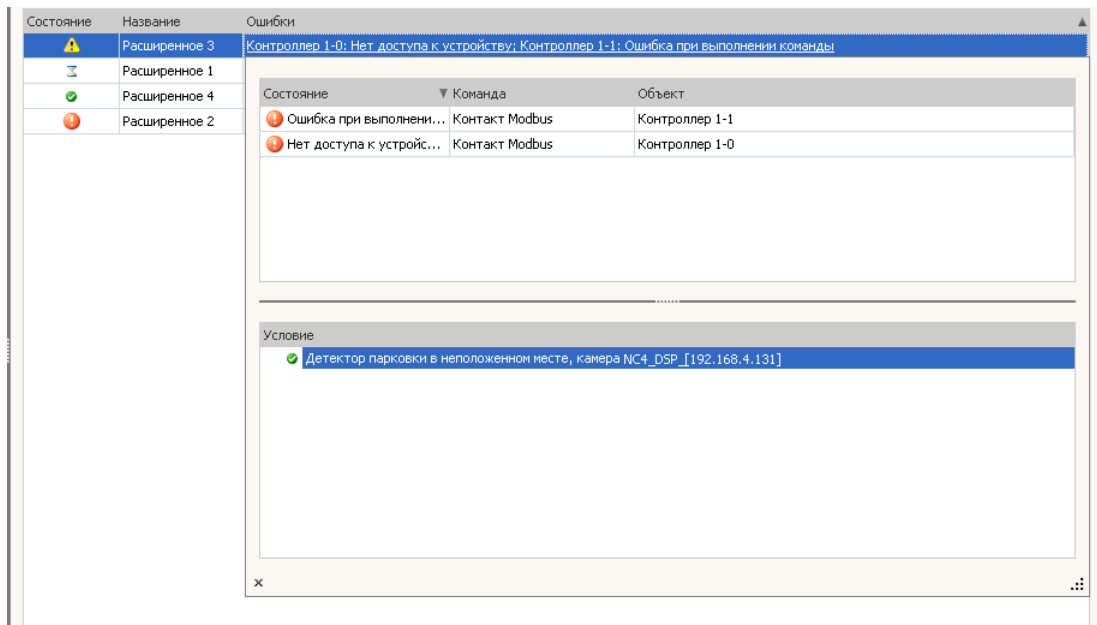 Состояние Название Ошибки
Расширенное 3 Контроллер 1-0: Нет доступа к устройству; Контроллер 1-1: Ошибка при выполнении команды
Расширенное 1
Расширенное 4
Расширенное 2
Состояние Команда Объект
Ошибка при выполнени... Контакт Modbus Контроллер 1-1
Нет доступа к устройс... Контакт Modbus Контроллер 1-0
Условие
Детектор парковки в неположенном месте, камера NC4_DSP_[192.168.4.131]